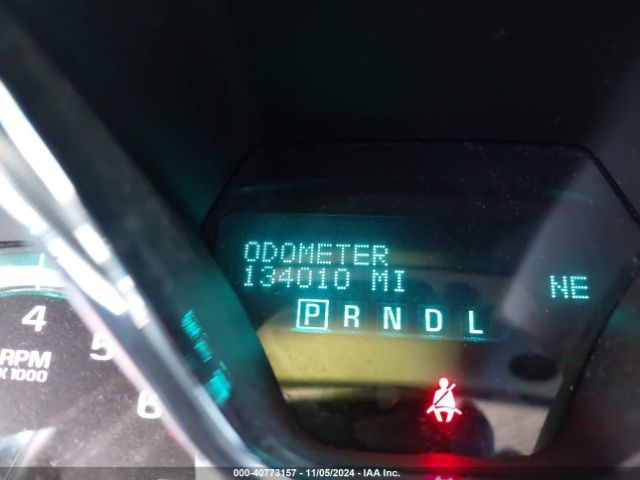 ODOMETER
134010 MI
NE
P R N D L
4
5
6
RPM
X 1000
000-40773157 - 11/05/2024 - IAA Inc.